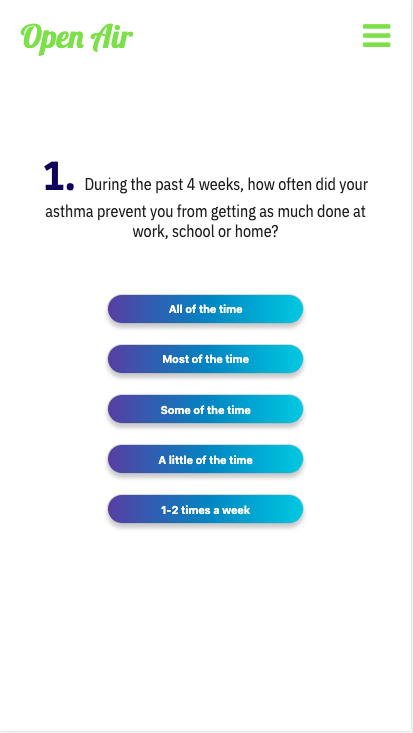 Open Air
1. During the past 4 weeks, how often did your
asthma prevent you from getting as much done at
work, school or home?
All of the time
Most of the time
Some of the time
A little of the time
1-2 times a week